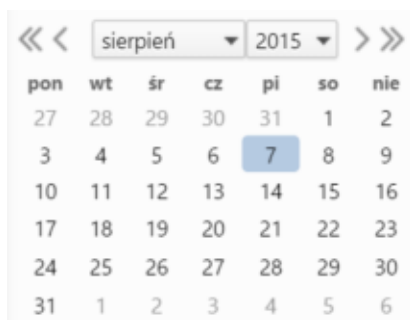 sierpień 2015
pon wt śr cz pi so nie
27 28 29 30 31 1 2
3 4 5 6 7 8 9
10 11 12 13 14 15 16
17 18 19 20 21 22 23
24 25 26 27 28 29 30
31 1 2 3 4 5 6